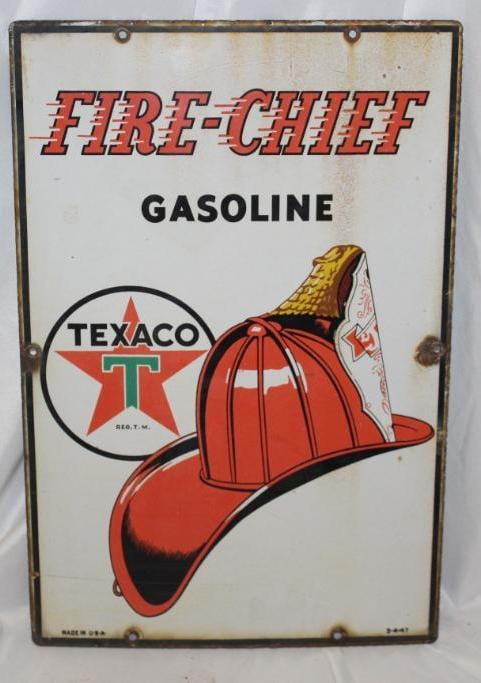 FIRE-CHIEF
GASOLINE
TEXACO
T
REG. T. M.
MADE IN U·S·A·
3-4-47